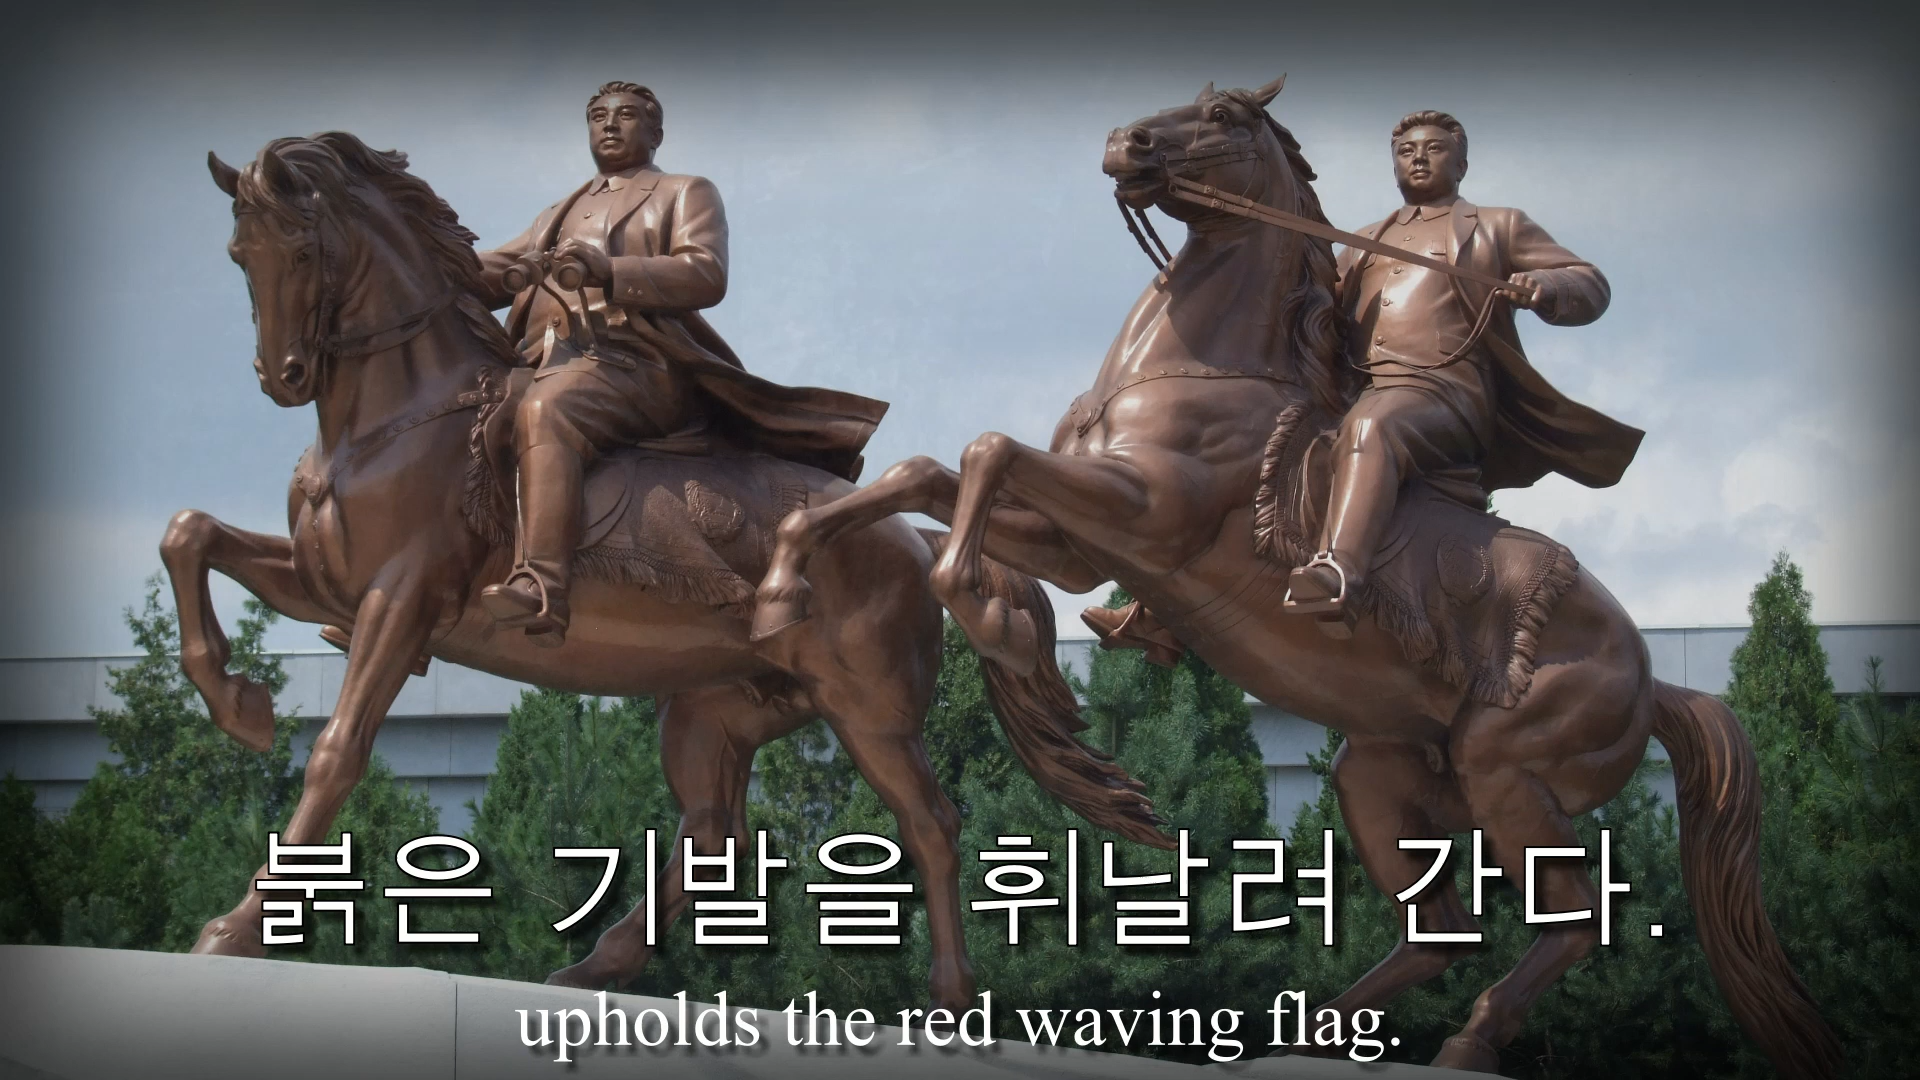 붉은 기발을 휘날려 간다.
upholds the red waving flag.